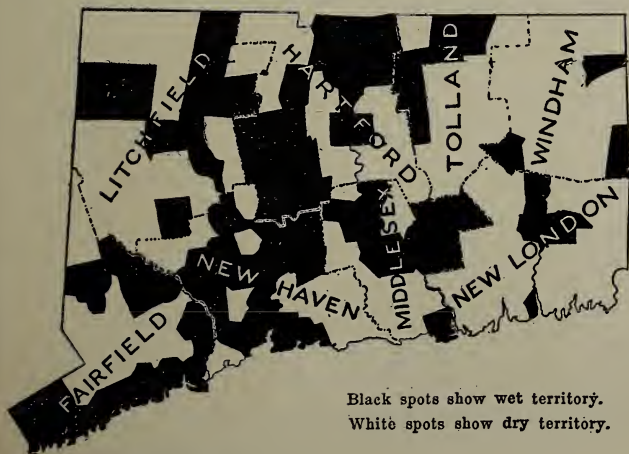 LITCHFIELD
HARTFORD
TOLLAND
WINDHAM
NEW HAVEN
MIDDLESEX
NEW LONDON
FAIRFIELD
Black spots show wet territory.
White spots show dry territory.